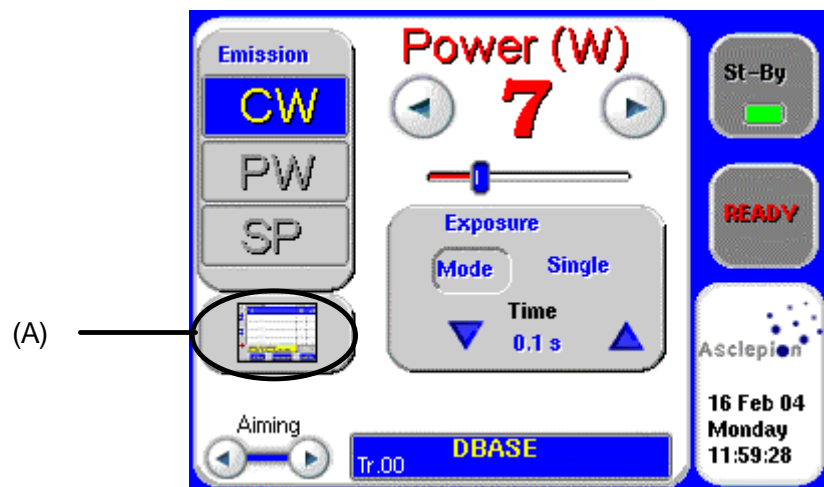 Emission
CW
PW
SP
(A)
Aiming
Power (W)
7
Exposure
Mode Single
Time
0.1 s
DBASE
Tr.00
St-By
READY
Asclepion
16 Feb 04
Monday
11:59:28